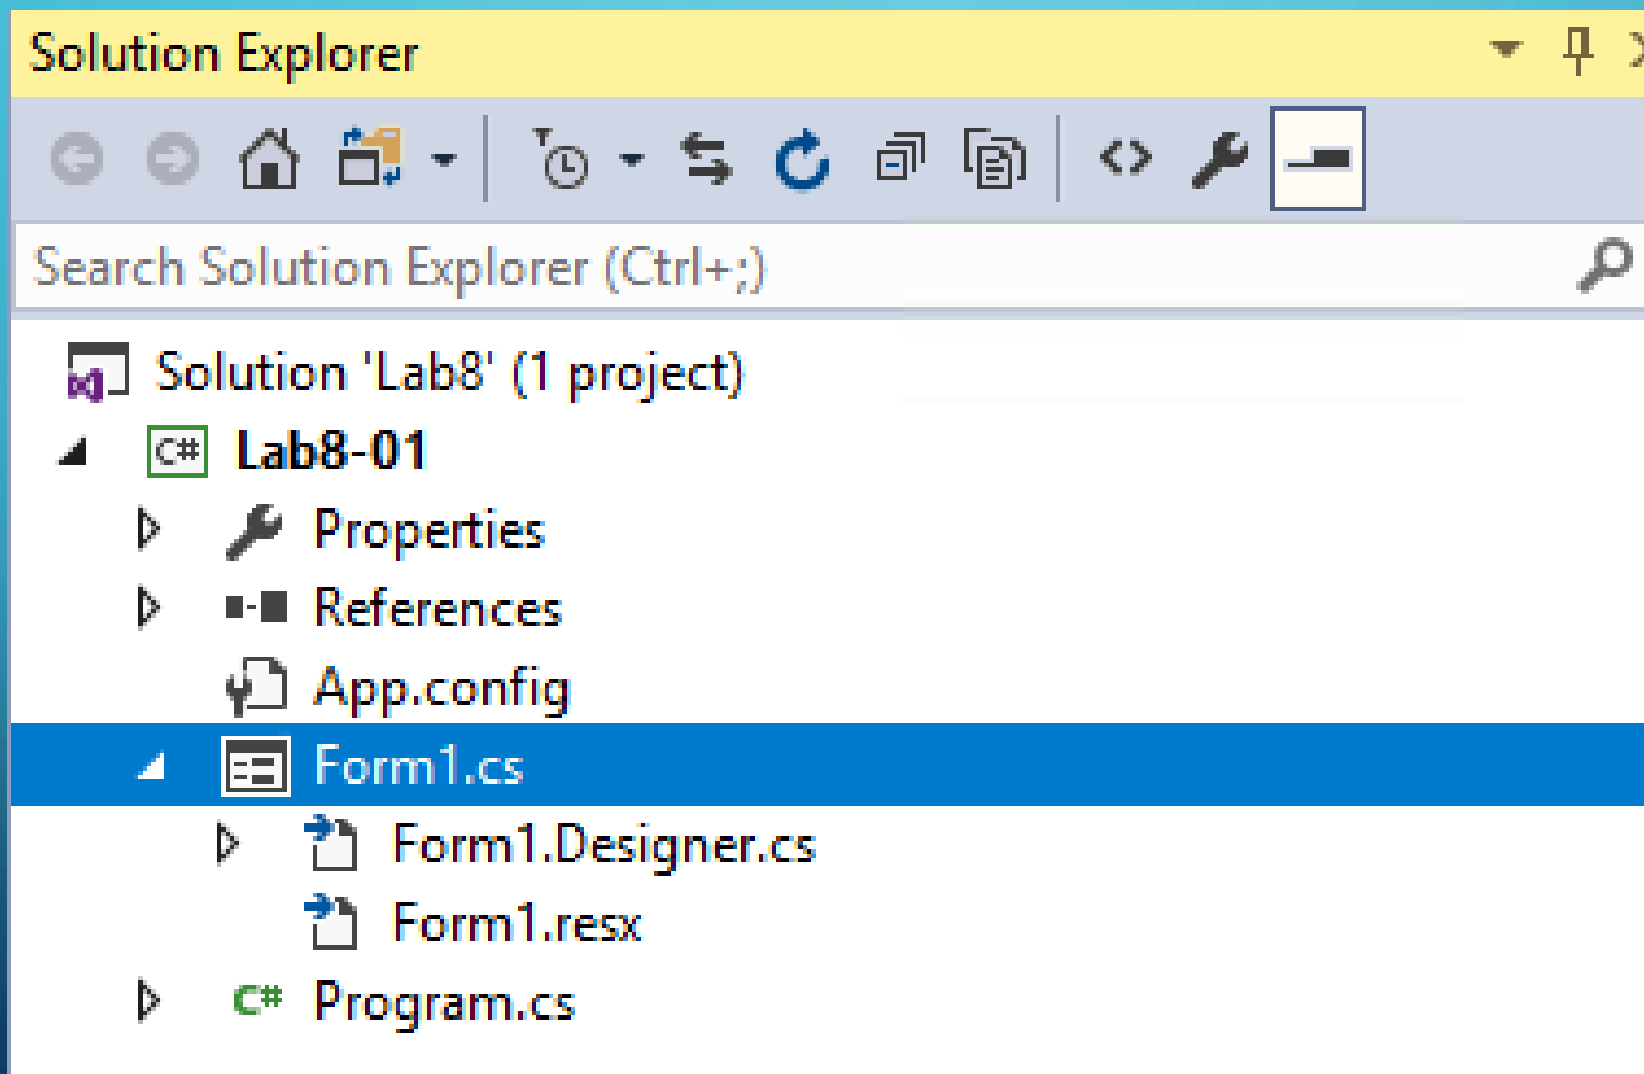 Solution Explorer
Search Solution Explorer (Ctrl+;)
Solution 'Lab8' (1 project)
C# Lab8-01
Properties
References
App.config
Form1.cs
Form1.Designer.cs
Form1.resx
C# Program.cs